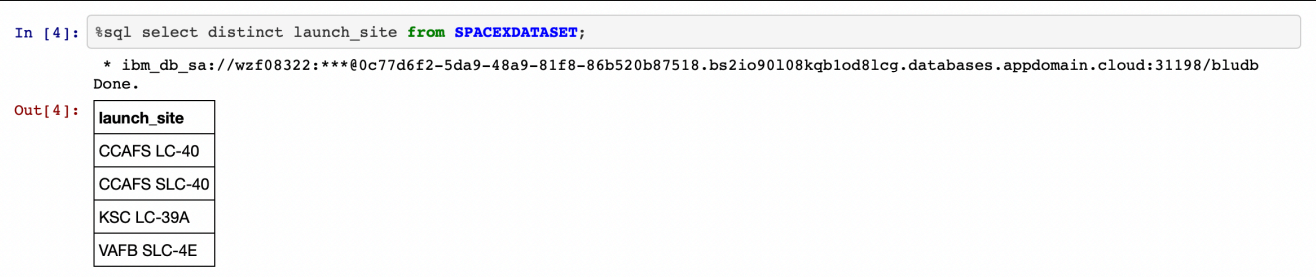 In [4]: %sql select distinct launch_site from SPACEXDATASET;
* ibm_db_sa://wzf08322:***@0c77d6f2-5da9-48a9-81f8-86b520b87518.bs2io90l08kqb1od8lcg.databases.appdomain.cloud:31198/bludb
Done.
Out[4]: launch_site
CCAFS LC-40
CCAFS SLC-40
KSC LC-39A
VAFB SLC-4E